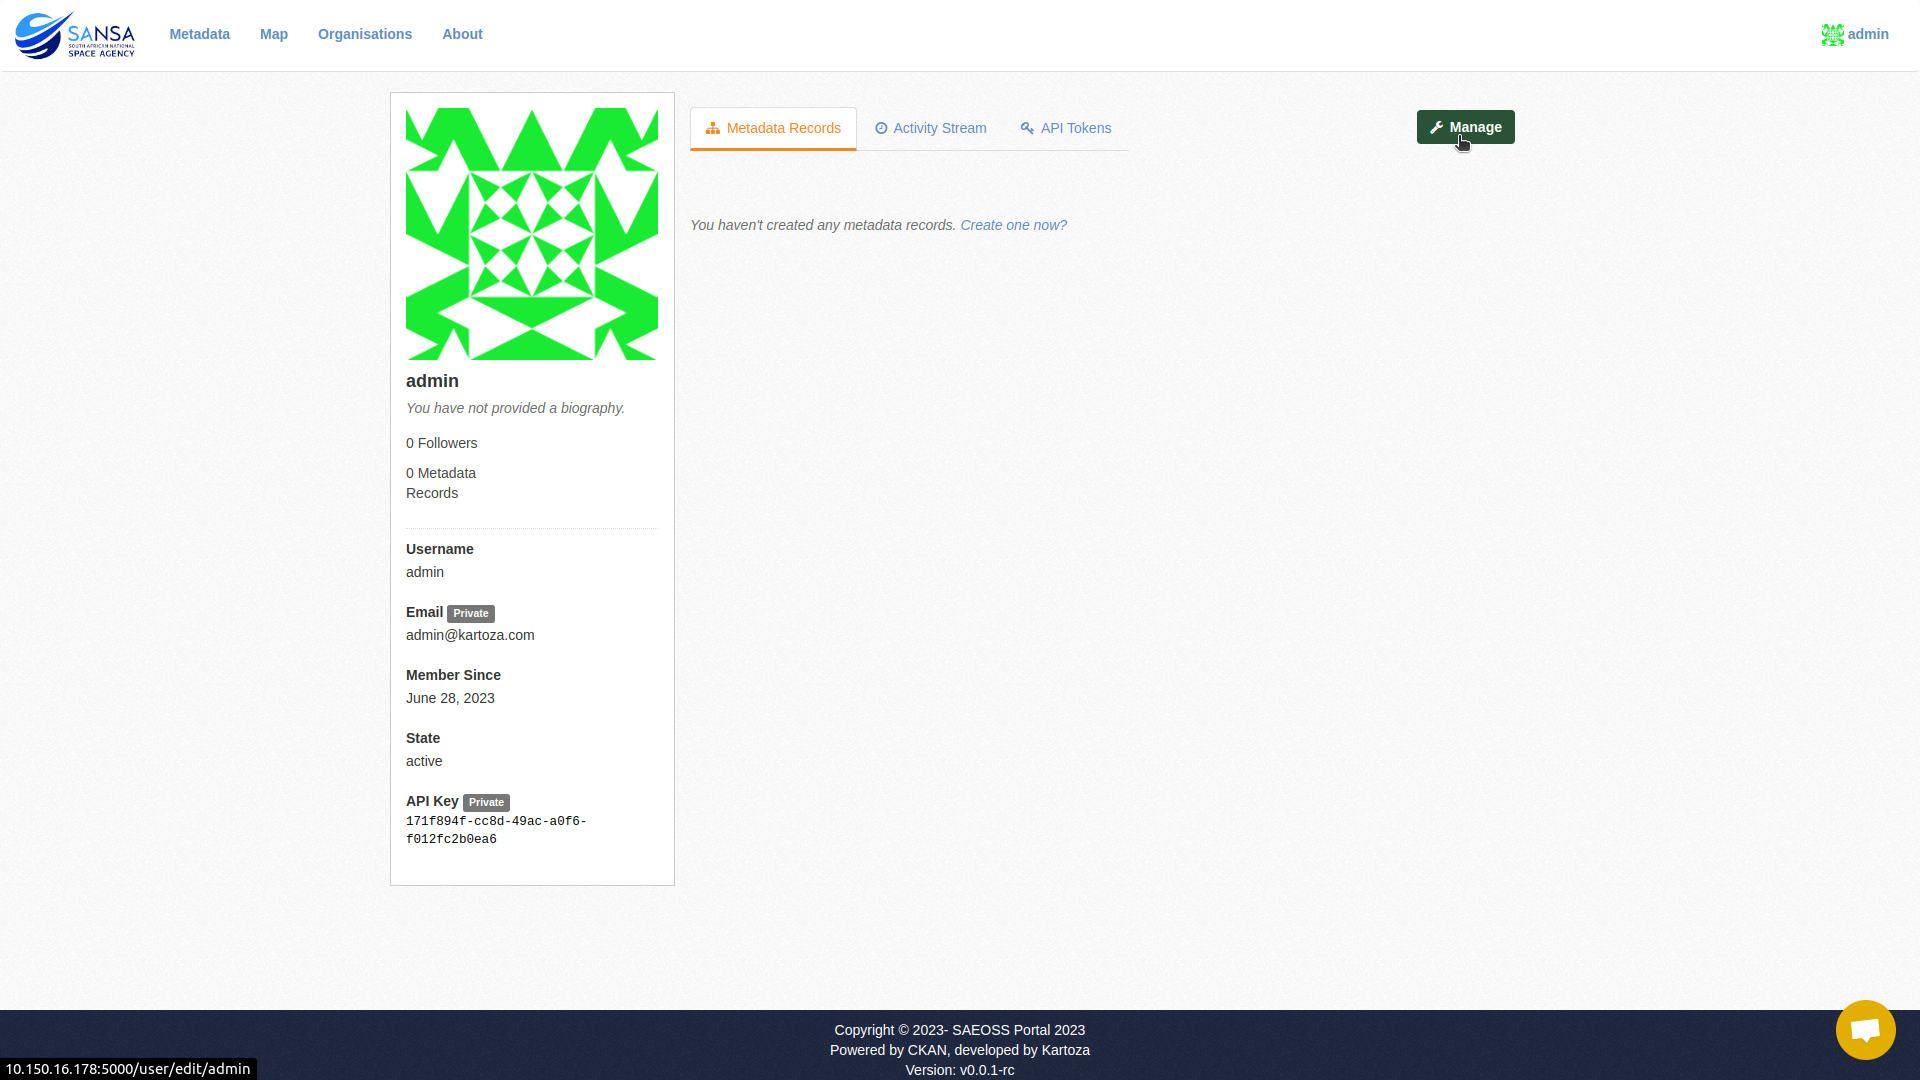 SANSA
SOUTH AFRICAN NATIONAL
SPACE AGENCY
Metadata
Map
Organisations
About
admin
Metadata Records
Activity Stream
API Tokens
Manage
You haven't created any metadata records. Create one now?
admin
You have not provided a biography.
0 Followers
0 Metadata
Records
Username
admin
Email Private
admin@kartoza.com
Member Since
June 28, 2023
State
active
API Key Private
171f894f-cc8d-49ac-a0f6-
f012fc2b0ea6
Copyright © 2023- SAEOSS Portal 2023
Powered by CKAN, developed by Kartoza
Version: v0.0.1-rc
10.150.16.178:5000/user/edit/admin